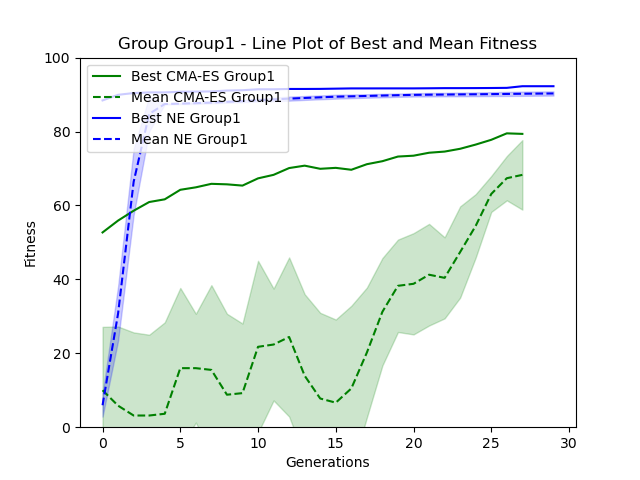 Group Group1 - Line Plot of Best and Mean Fitness
Best CMA-ES Group1
Mean CMA-ES Group1
Best NE Group1
Mean NE Group1
Fitness
100
80
60
40
20
0
0 5 10 15 20 25 30
Generations